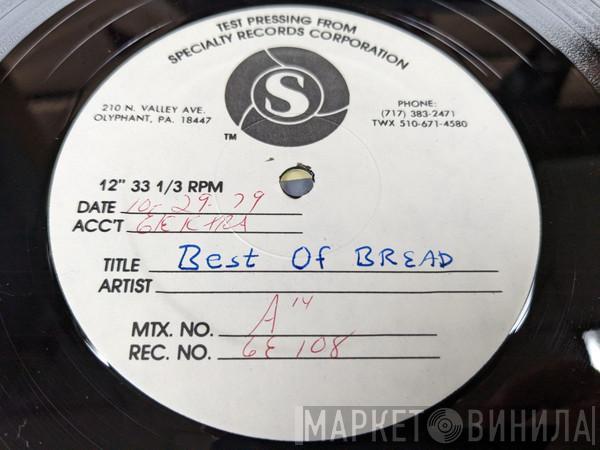 TEST PRESSING FROM
SPECIALTY RECORDS CORPORATION
S
TM
210 N. VALLEY AVE.
OLYPHANT, PA. 18447
PHONE:
(717) 383-2471
TWX 510-671-4580
12" 33 1/3 RPM
DATE 10-29-79
ACC'T ELEKTRA
TITLE Best Of BREAD
ARTIST
MTX. NO. A"14
REC. NO. 6E 108
МАРКЕТ ВИНИЛА